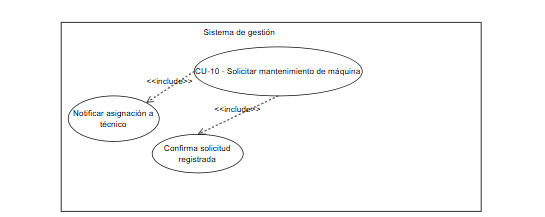 Sistema de gestión
CU-10 - Solicitar mantenimiento de máquina
<<include>>
<<include>>
Notificar asignación a
técnico
Confirma solicitud
registrada